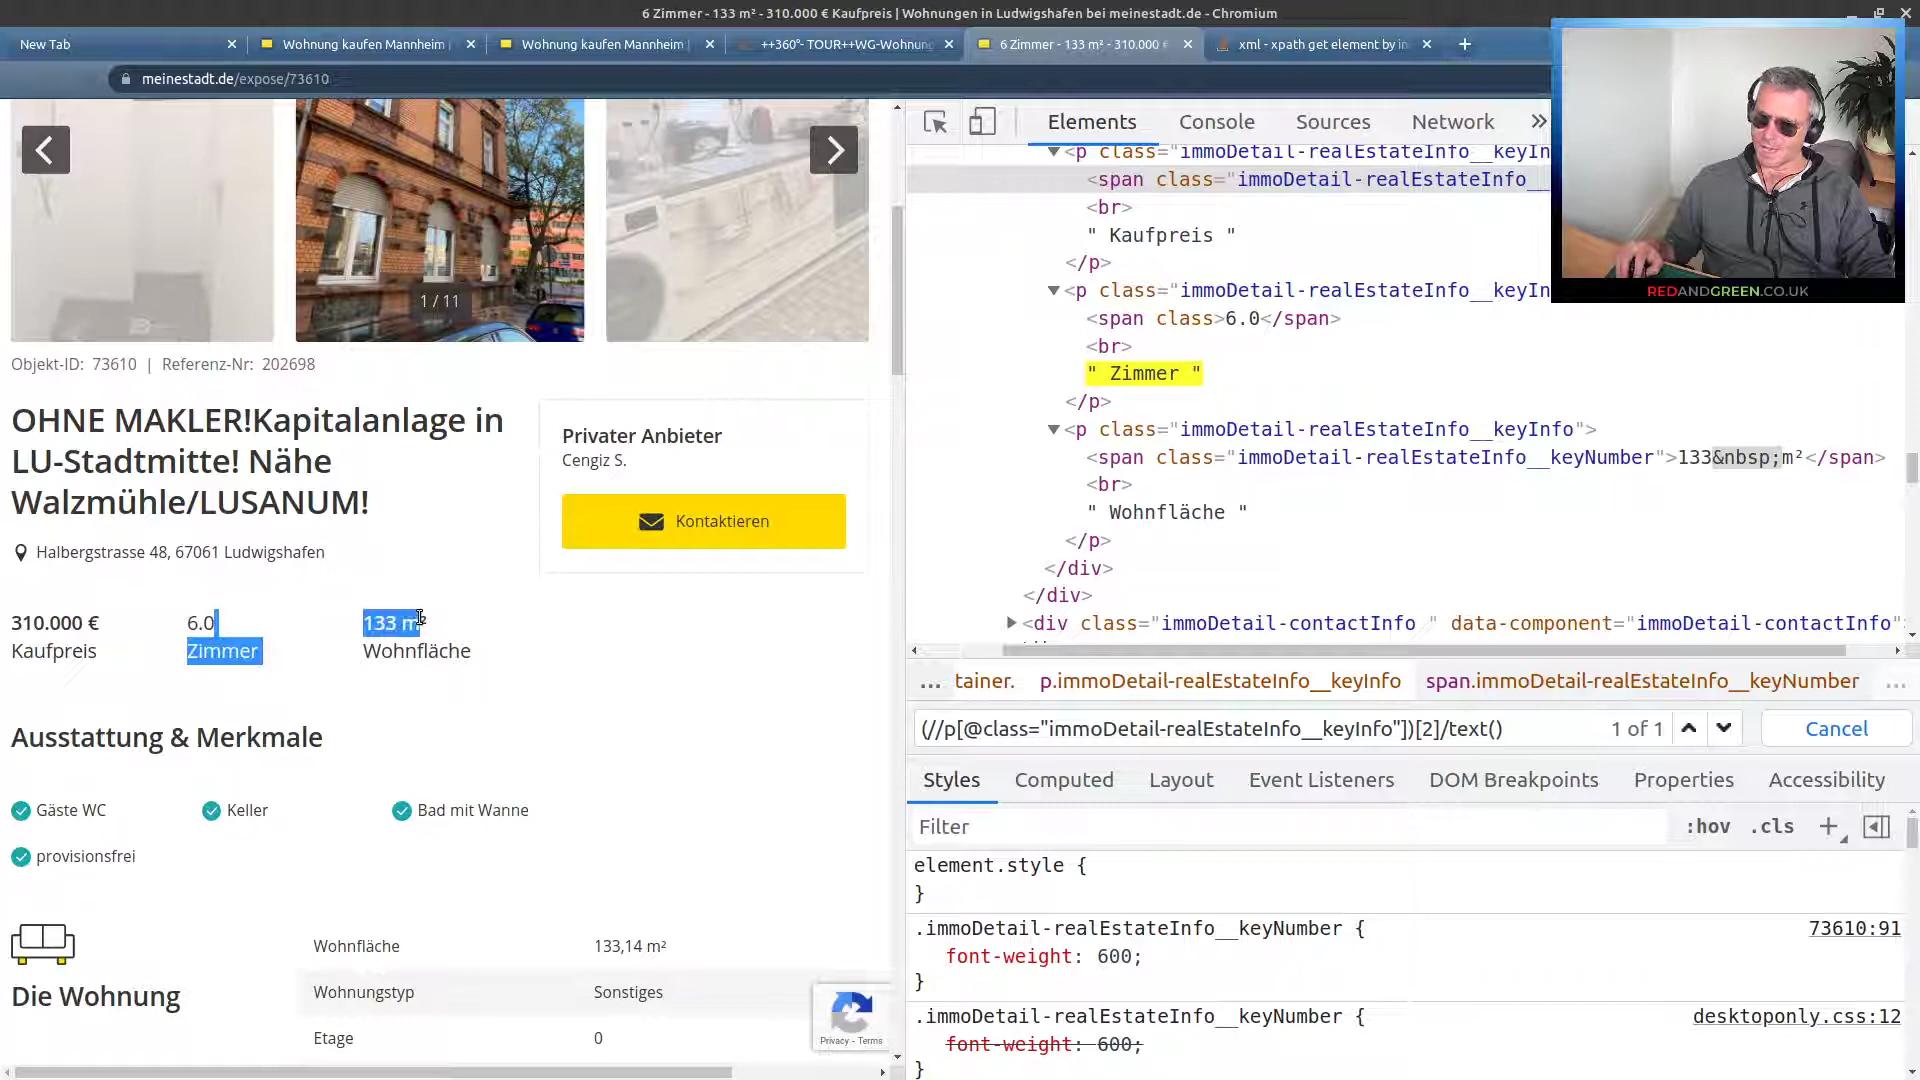 6 Zimmer - 133 m² - 310.000 € Kaufpreis | Wohnungen in Ludwigshafen bei meinestadt.de - Chromium
New Tab
Wohnung kaufen Mannheim |
Wohnung kaufen Mannheim |
++360°- TOUR++WG-Wohnung
6 Zimmer - 133 m² - 310.000 €
xml - xpath get element by in
meinestadt.de/expose/73610
1 / 11
Objekt-ID: 73610 | Referenz-Nr: 202698
OHNE MAKLER!Kapitalanlage in
LU-Stadtmitte! Nähe
Walzmühle/LUSANUM!
Halbergstrasse 48, 67061 Ludwigshafen
Privater Anbieter
Cengiz S.
Kontaktieren
310.000 €
Kaufpreis
6.0
Zimmer
133 m²
Wohnfläche
Ausstattung & Merkmale
Gäste WC
Keller
Bad mit Wanne
provisionsfrei
Die Wohnung
Wohnfläche 133,14 m²
Wohnungstyp Sonstiges
Etage 0
Privacy - Terms
Elements Console Sources Network »
<p class="immoDetail-realEstateInfo__keyIn
<span class="immoDetail-realEstateInfo__
<br>
" Kaufpreis "
</p>
<p class="immoDetail-realEstateInfo__keyIn
<span class>6.0</span>
<br>
" Zimmer "
</p>
<p class="immoDetail-realEstateInfo__keyInfo">
<span class="immoDetail-realEstateInfo__keyNumber">133&nbsp;m²</span>
<br>
" Wohnfläche "
</p>
</div>
</div>
<div class="immoDetail-contactInfo " data-component="immoDetail-contactInfo"
... tainer. p.immoDetail-realEstateInfo__keyInfo span.immoDetail-realEstateInfo__keyNumber ...
(//p[@class="immoDetail-realEstateInfo__keyInfo"])[2]/text() 1 of 1 Cancel
Styles Computed Layout Event Listeners DOM Breakpoints Properties Accessibility
Filter :hov .cls +
element.style {
}
.immoDetail-realEstateInfo__keyNumber { 73610:91
font-weight: 600;
}
.immoDetail-realEstateInfo__keyNumber { desktoponly.css:12
font-weight: 600;
}
REDANDGREEN.CO.UK